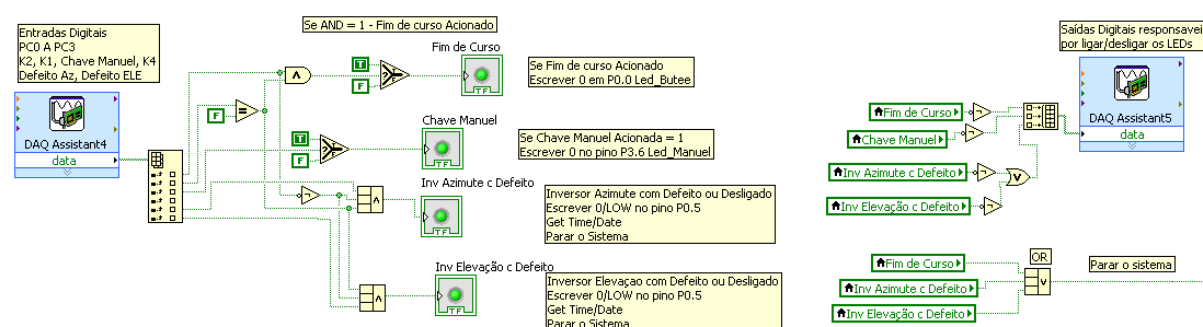 Entradas Digitais
PC0 A PC3
K2, K1, Chave Manuel, K4
Defeito Az, Defeito ELE
DAQ Assistant4
data
Se AND = 1 - Fim de curso Acionado
Fim de Curso
T
F
TF
Se Fim de curso Acionado
Escrever 0 em P0.0 Led_Butee
F
Chave Manuel
T
F
TF
Se Chave Manuel Acionada = 1
Escrever 0 no pino P3.6 Led_Manuel
Inv Azimute c Defeito
TF
Inversor Azimute com Defeito ou Desligado
Escrever 0/LOW no pino P0.5
Get Time/Date
Parar o Sistema
Inv Elevação c Defeito
TF
Inversor Elevaçao com Defeito ou Desligado
Escrever 0/LOW no pino P0.5
Get Time/Date
Parar o Sistema
Saídas Digitais responsavei
por ligar/desligar os LEDs
DAQ Assistant5
data
Fim de Curso
Chave Manuel
Inv Azimute c Defeito
Inv Elevação c Defeito
OR
Fim de Curso
Inv Azimute c Defeito
Inv Elevação c Defeito
Parar o sistema